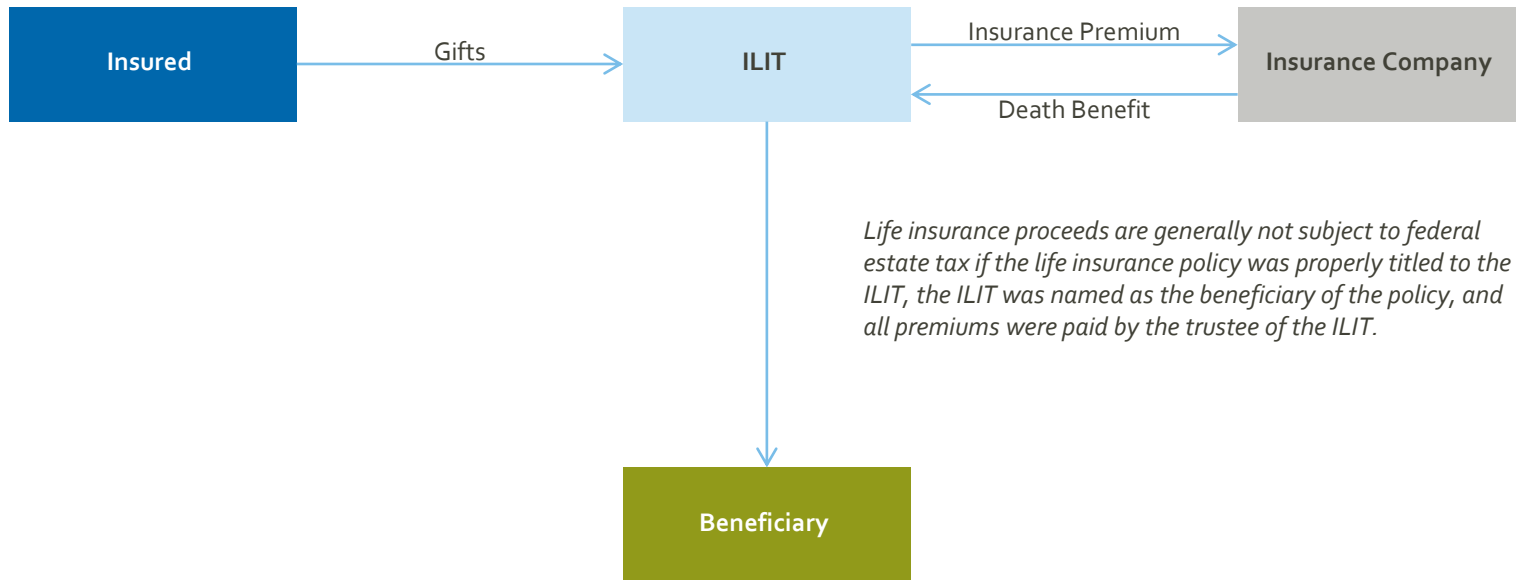 Insured
Gifts
ILIT
Insurance Premium
Death Benefit
Insurance Company
Life insurance proceeds are generally not subject to federal
estate tax if the life insurance policy was properly titled to the
ILIT, the ILIT was named as the beneficiary of the policy, and
all premiums were paid by the trustee of the ILIT.
Beneficiary